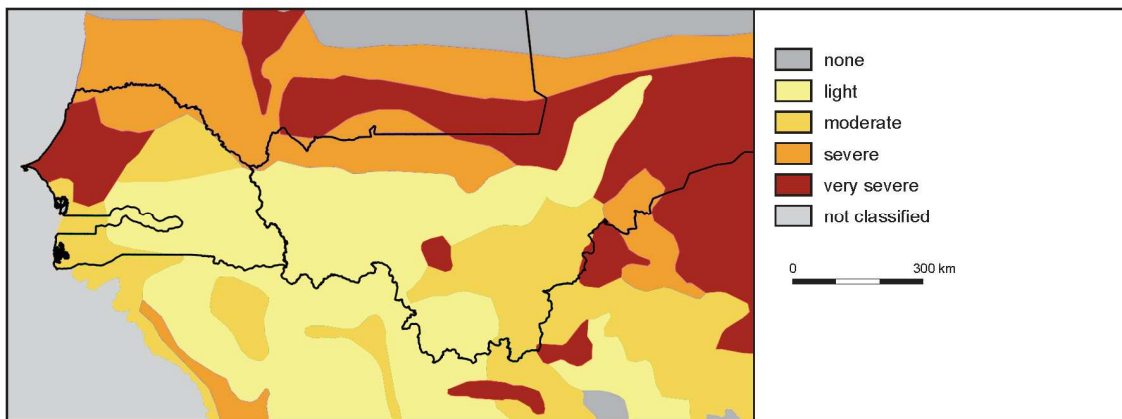 none
light
moderate
severe
very severe
not classified
0 300 km